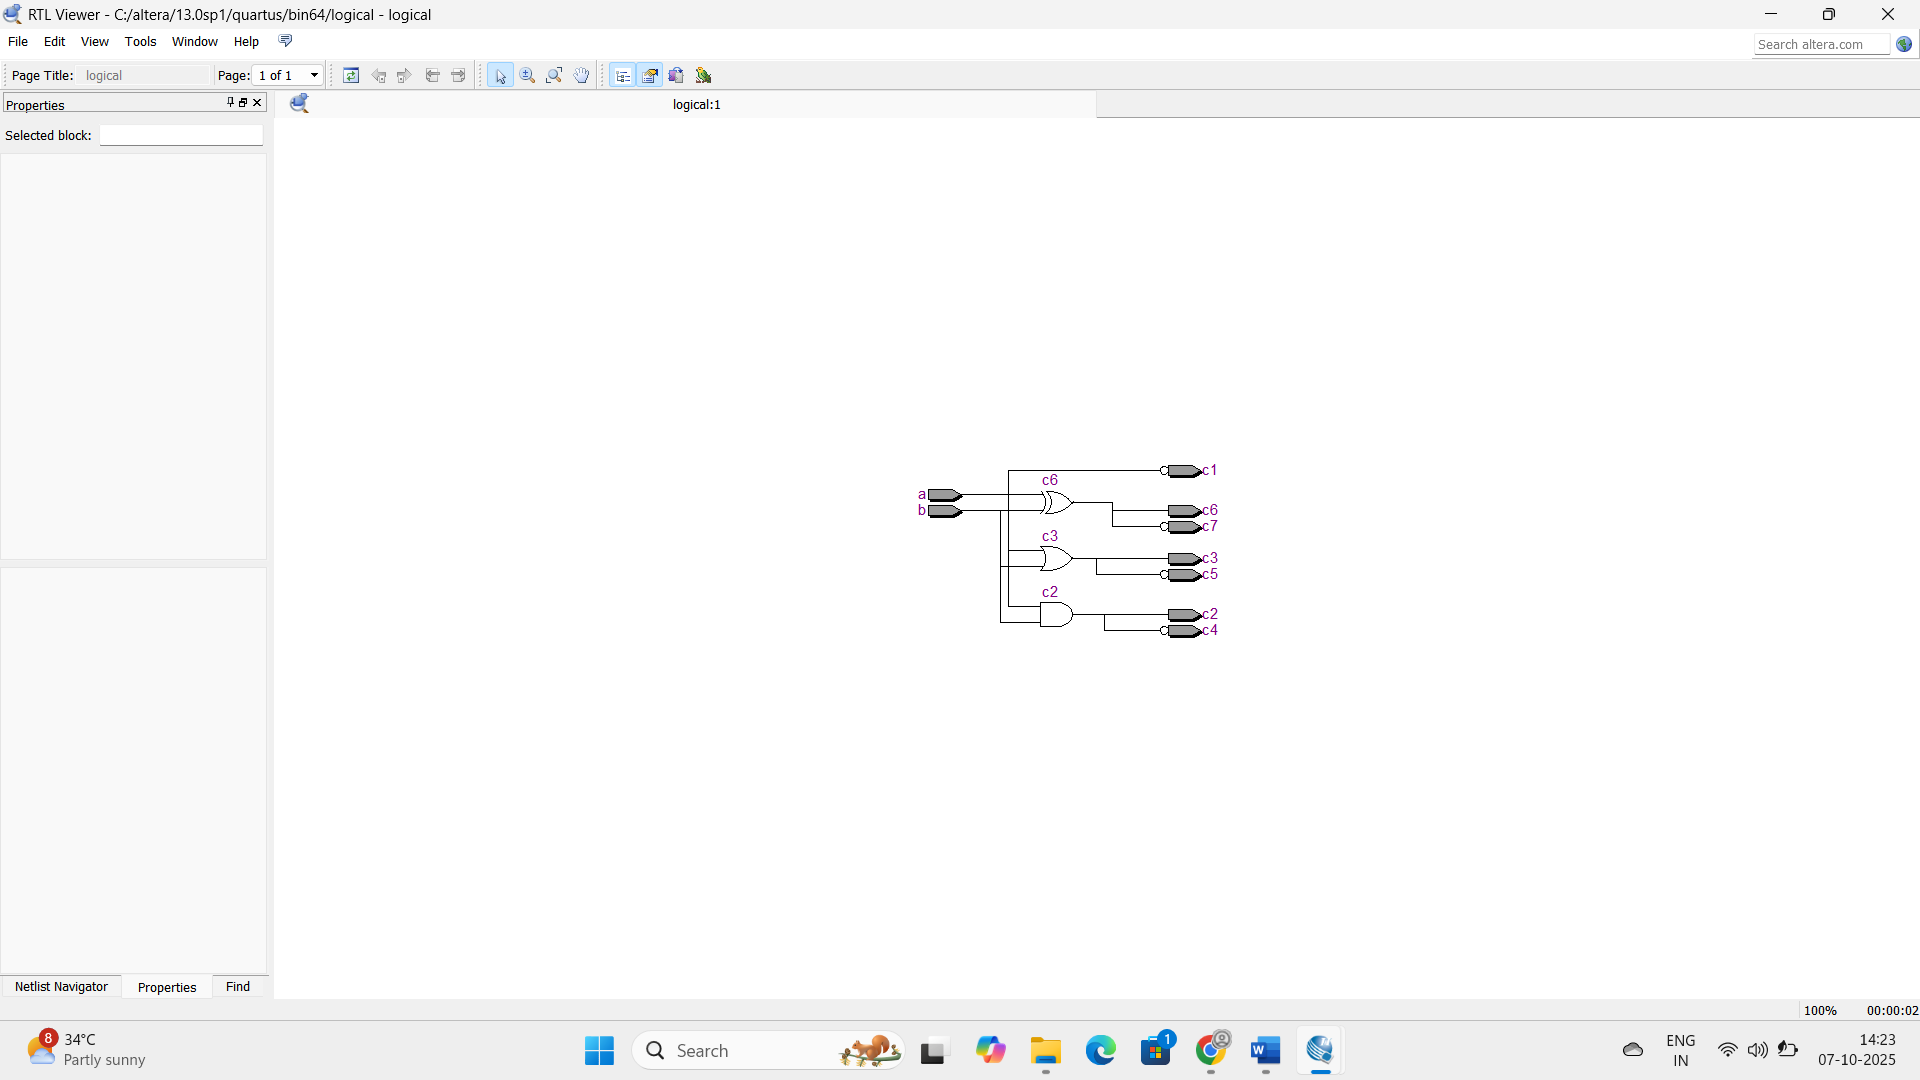 RTL Viewer - C:/altera/13.0sp1/quartus/bin64/logical - logical
File Edit View Tools Window Help
Search altera.com
Page Title: logical Page: 1 of 1
Properties
logical:1
Selected block:
c1
c6
a
b
c6
c7
c3
c3
c5
c2
c2
c4
Netlist Navigator Properties Find
100% 00:00:02
8
34°C
Partly sunny
Search
1
W
ENG
IN
14:23
07-10-2025